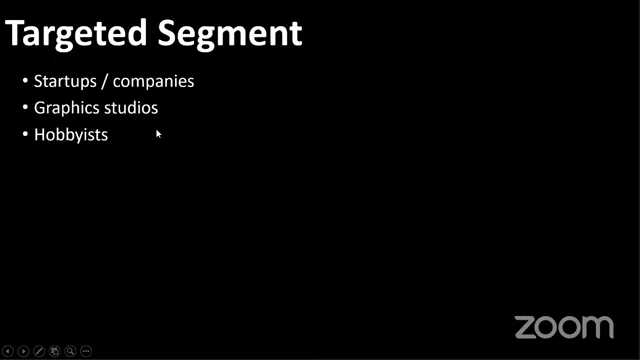 Targeted Segment
• Startups / companies
• Graphics studios
• Hobbyists
zoom